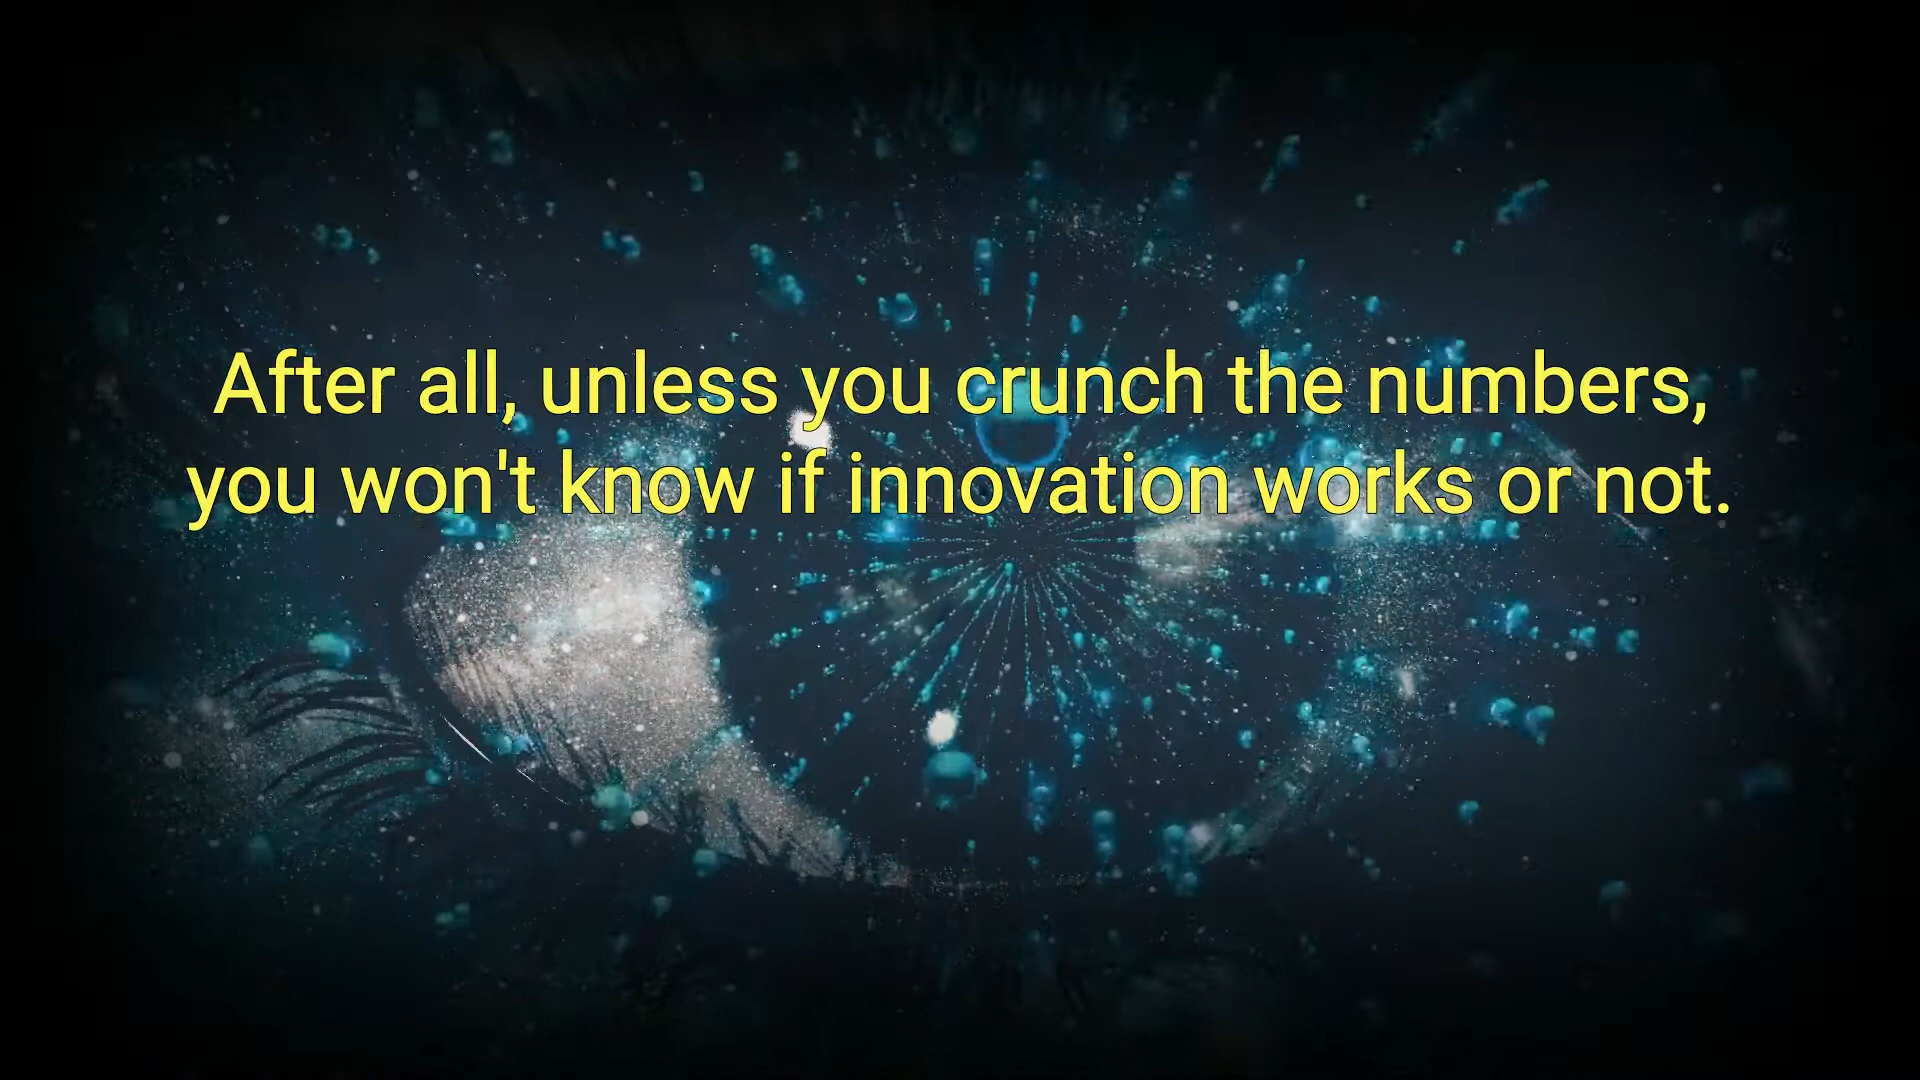 After all, unless you crunch the numbers,
you won't know if innovation works or not.